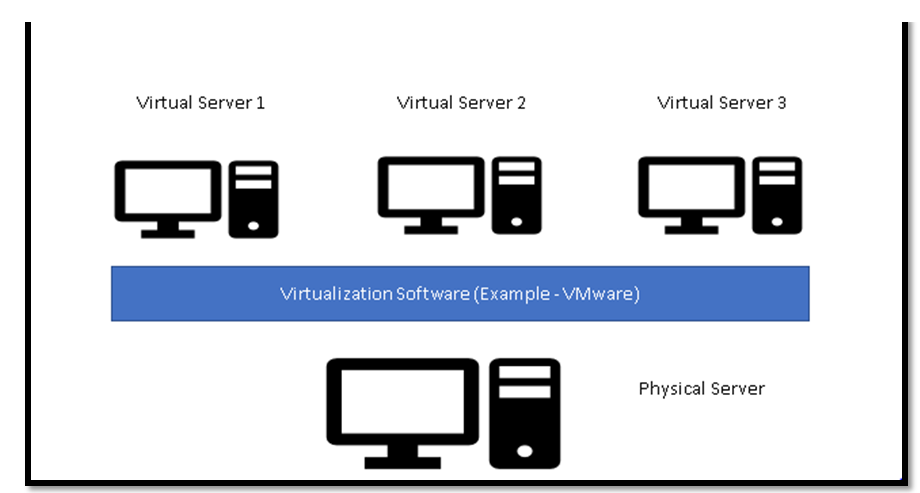 Virtual Server 1
Virtual Server 2
Virtual Server 3
Virtualization Software (Example - VMware)
Physical Server